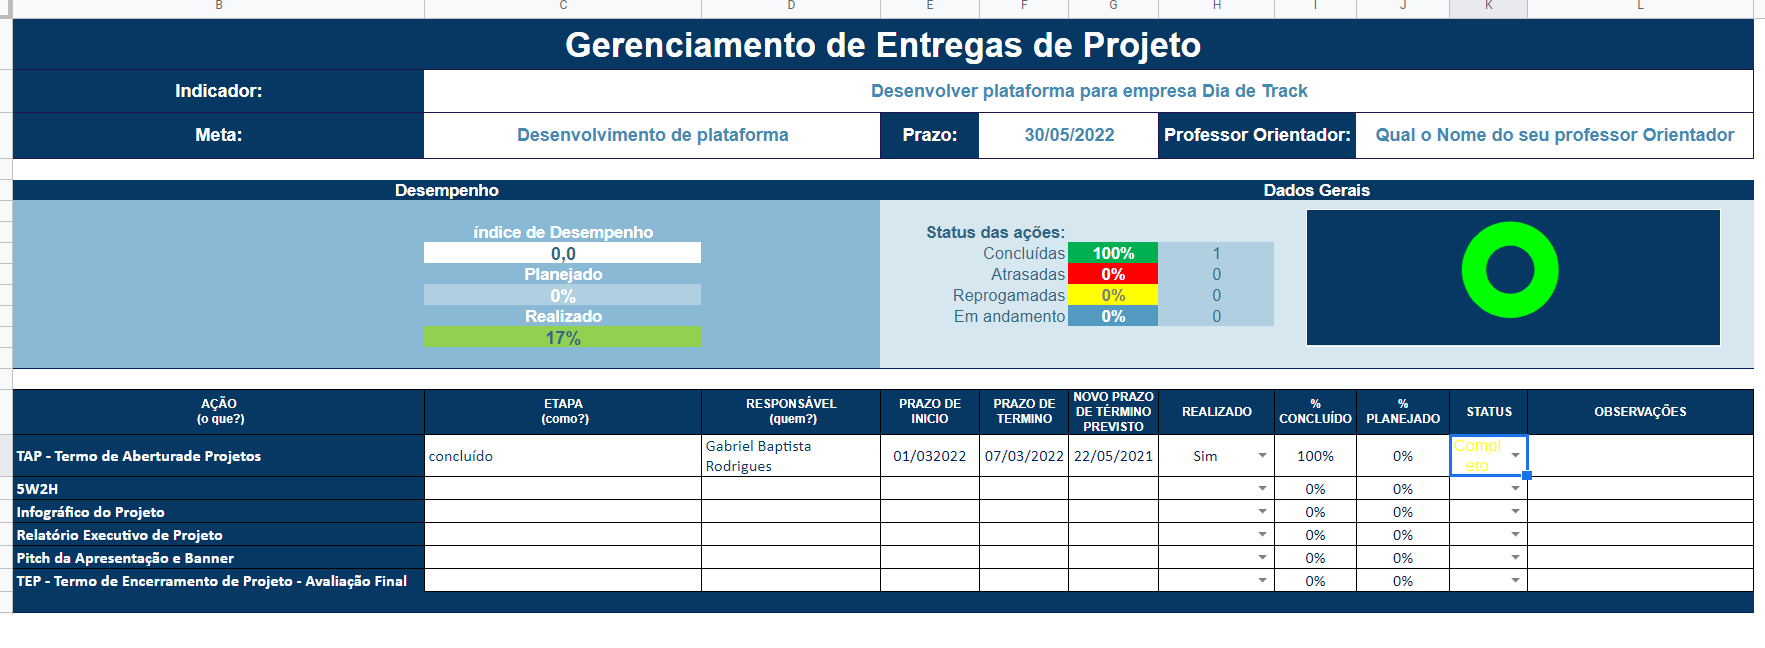 B C D E F G H I J K L
Gerenciamento de Entregas de Projeto
Indicador: Desenvolver plataforma para empresa Dia de Track
Meta: Desenvolvimento de plataforma Prazo: 30/05/2022 Professor Orientador: Qual o Nome do seu professor Orientador
Desempenho Dados Gerais
índice de Desempenho Status das ações:
0,0 Concluídas 100% 1
Planejado Atrasadas 0% 0
0% Reprogamadas 0% 0
Realizado Em andamento 0% 0
17%
AÇÃO
(o que?)
ETAPA
(como?)
RESPONSÁVEL
(quem?)
PRAZO DE
INICIO
PRAZO DE
TERMINO
NOVO PRAZO
DE TÉRMINO
PREVISTO
REALIZADO
%
CONCLUÍDO
%
PLANEJADO
STATUS
OBSERVAÇÕES
TAP - Termo de Aberturade Projetos
concluído
Gabriel Baptista
Rodrigues
01/032022
07/03/2022
22/05/2021
Sim
100%
0%
Compl
eto
5W2H 0% 0%
Infográfico do Projeto 0% 0%
Relatório Executivo de Projeto 0% 0%
Pitch da Apresentação e Banner 0% 0%
TEP - Termo de Encerramento de Projeto - Avaliação Final 0% 0%